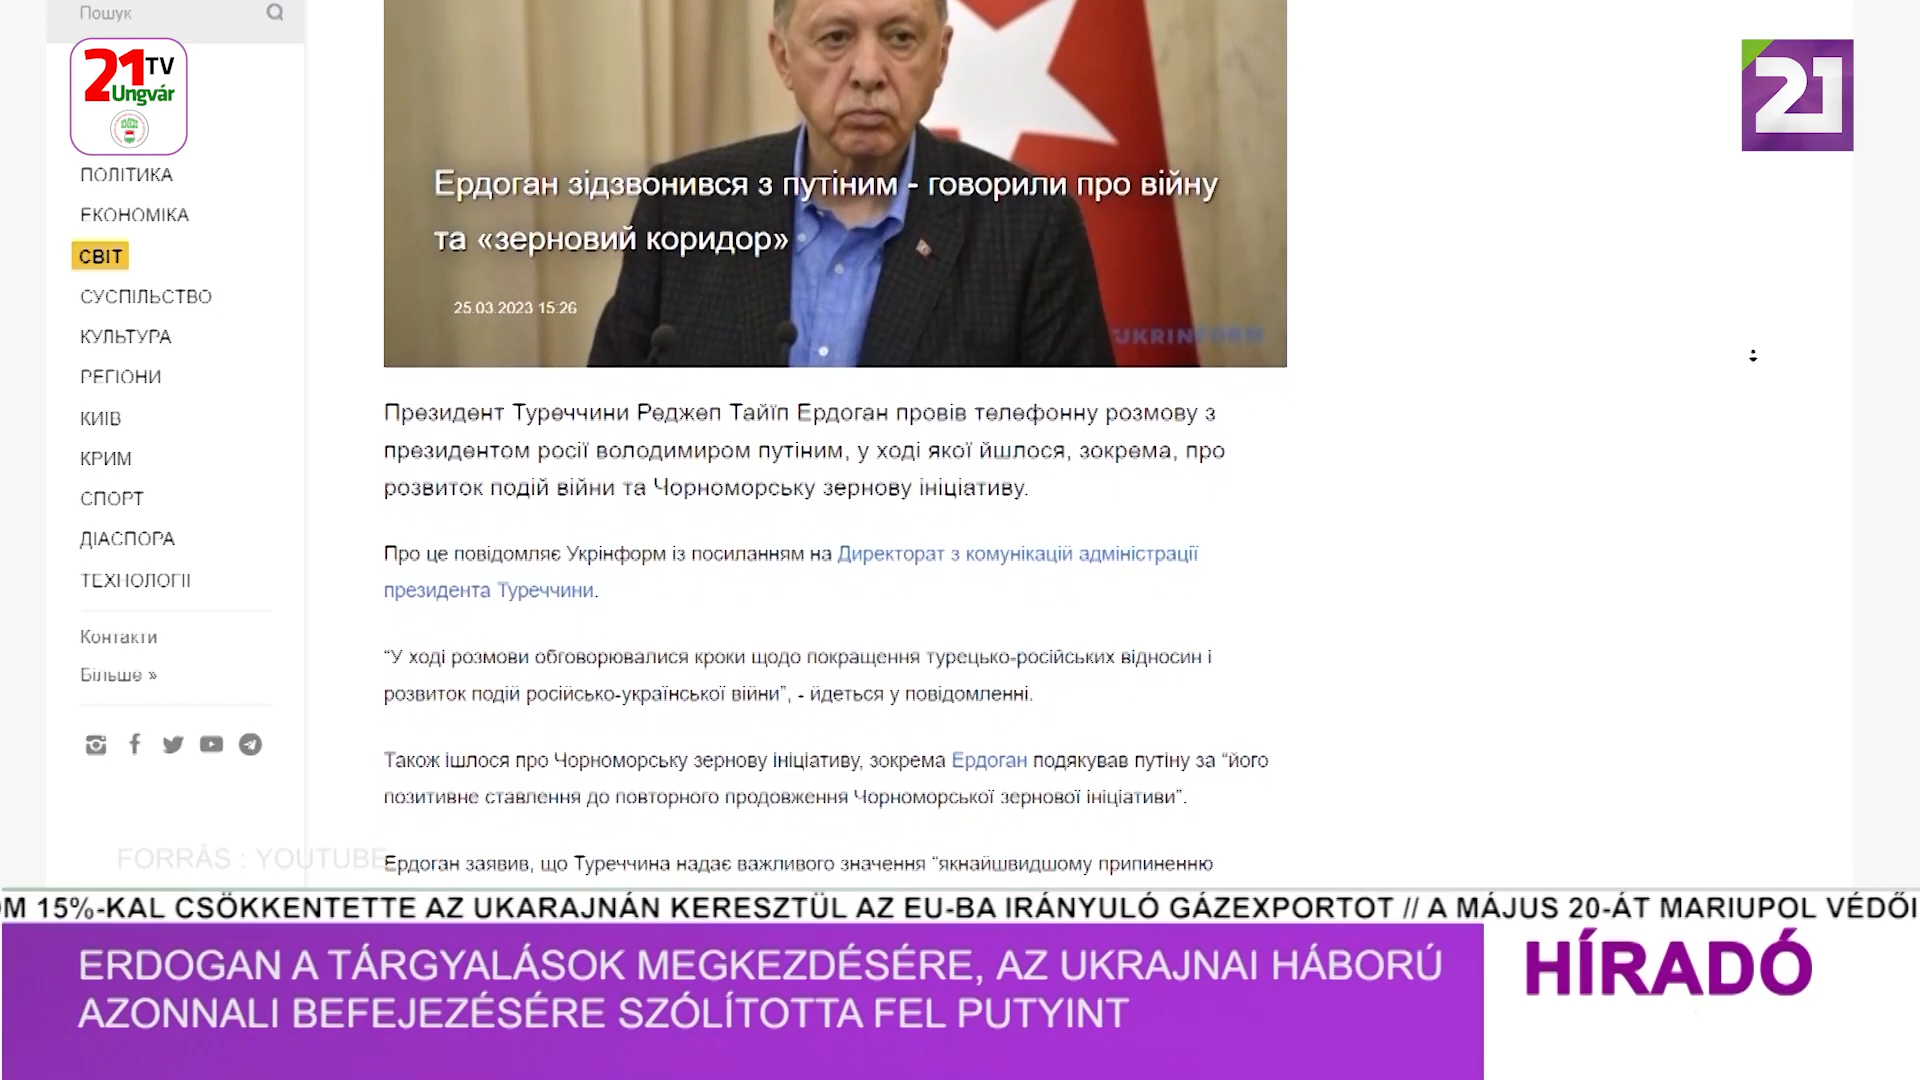 Пошук
21 TV
Ungvár
21
ПОЛІТИКА
ЕКОНОМІКА
СВІТ
СУСПІЛЬСТВО
КУЛЬТУРА
РЕГІОНИ
КИЇВ
КРИМ
СПОРТ
ДІАСПОРА
ТЕХНОЛОГІЇ
Контакти
Більше »
Ердоган зідзвонився з путіним - говорили про війну
та «зерновий коридор»
25.03.2023 15:26
UKRINFORM
Президент Туреччини Реджеп Тайїп Ердоган провів телефонну розмову з
президентом росії володимиром путіним, у ході якої йшлося, зокрема, про
розвиток подій війни та Чорноморську зернову ініціативу.
Про це повідомляє Укрінформ із посиланням на Директорат з комунікацій адміністрації
президента Туреччини.
“У ході розмови обговорювалися кроки щодо покращення турецько-російських відносин і
розвиток подій російсько-української війни”, - йдеться у повідомленні.
Також ішлося про Чорноморську зернову ініціативу, зокрема Ердоган подякував путіну за “його
позитивне ставлення до повторного продовження Чорноморської зернової ініціативи”.
Ердоган заявив, що Туреччина надає важливого значення “якнайшвидшому припиненню
FORRÁS : YOUTUBE
OM 15%-KAL CSÖKKENTETTE AZ UKARAJNÁN KERESZTÜL AZ EU-BA IRÁNYULÓ GÁZEXPORTOT // A MÁJUS 20-ÁT MARIUPOL VÉDŐI
ERDOGAN A TÁRGYALÁSOK MEGKEZDÉSÉRE, AZ UKRAJNAI HÁBORÚ
AZONNALI BEFEJEZÉSÉRE SZÓLÍTOTTA FEL PUTYINT
HÍRADÓ